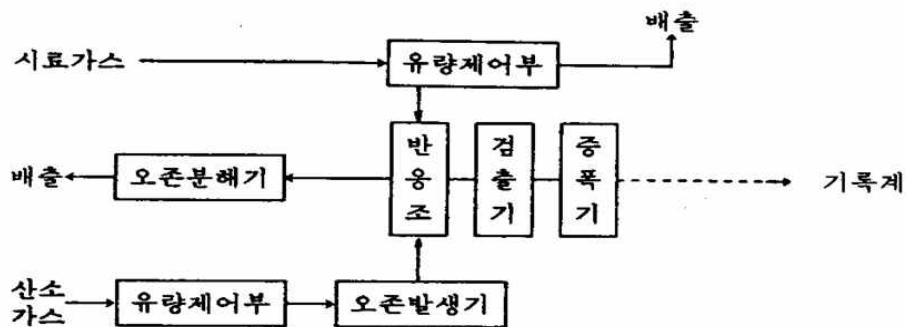 배출
시료가스
유량제어부
반응조
검출기
증폭기
배출
오존분해기
기록계
산소
가스
유량제어부
오존발생기